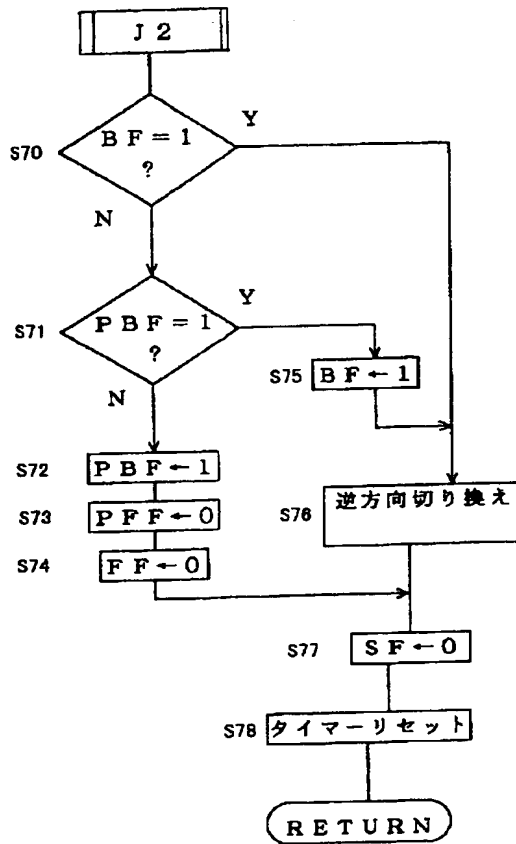 J2
S70
BF=1
?
Y
N
S71
PBF=1
?
Y
N
S75
BF←1
S72
PBF←1
S73
PFF←0
S74
FF←0
S76
逆方向切り換え
S77
SF←0
S78
タイマーリセット
RETURN